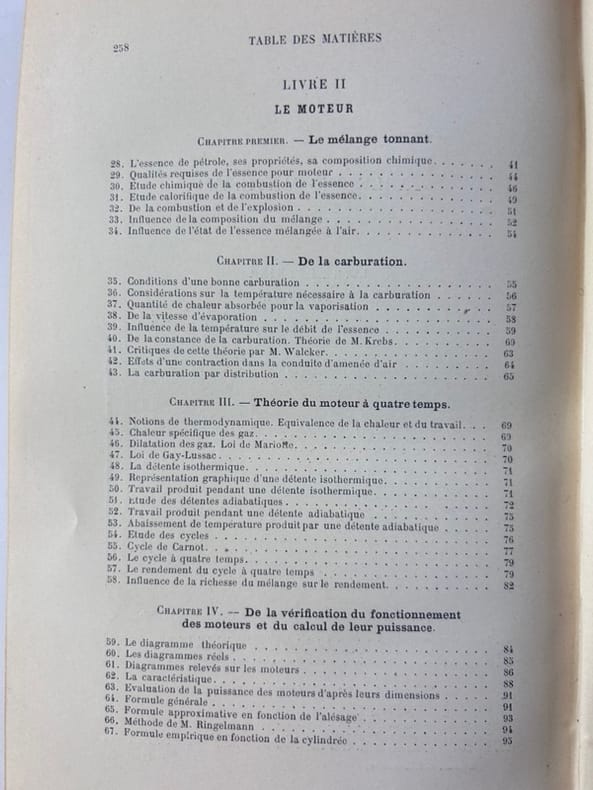 258
TABLE DES MATIÈRES
LIVRE II
LE MOTEUR
CHAPITRE PREMIER. — Le mélange tonnant.
28. L'essence de pétrole, ses propriétés, sa composition chimique. . . . . . . 41
29. Qualités requises de l'essence pour moteur . . . . . . . . . . . . . 44
30. Etude chimique de la combustion de l'essence . . . . . . . . . . . 46
31. Etude calorifique de la combustion de l'essence. . . . . . . . . . . 49
32. De la combustion et de l'explosion . . . . . . . . . . . . . . . . 51
33. Influence de la composition du mélange . . . . . . . . . . . . . . 52
34. Influence de l'état de l'essence mélangée à l'air. . . . . . . . . . . 54
CHAPITRE II. — De la carburation.
35. Conditions d'une bonne carburation . . . . . . . . . . . . . . . . 55
36. Considérations sur la température nécessaire à la carburation . . . . . 56
37. Quantité de chaleur absorbée pour la vaporisation . . . . . . . . . . 57
38. De la vitesse d'évaporation . . . . . . . . . . . . . . . . . . . 58
39. Influence de la température sur le débit de l'essence . . . . . . . . . 59
40. De la constance de la carburation. Théorie de M. Krebs. . . . . . . . 60
41. Critiques de cette théorie par M. Walcker. . . . . . . . . . . . . . 63
42. Effets d'une contraction dans la conduite d'amenée d'air . . . . . . . . 64
43. La carburation par distribution . . . . . . . . . . . . . . . . . . 65
CHAPITRE III. — Théorie du moteur à quatre temps.
44. Notions de thermodynamique. Equivalence de la chaleur et du travail. . . 69
45. Chaleur spécifique des gaz. . . . . . . . . . . . . . . . . . . . 69
46. Dilatation des gaz. Loi de Mariotte. . . . . . . . . . . . . . . . . 70
47. Loi de Gay-Lussac. . . . . . . . . . . . . . . . . . . . . . . 70
48. La détente isothermique. . . . . . . . . . . . . . . . . . . . . 71
49. Représentation graphique d'une détente isothermique. . . . . . . . . 71
50. Travail produit pendant une détente isothermique. . . . . . . . . . . 71
51. Etude des détentes adiabatiques . . . . . . . . . . . . . . . . . 72
52. Travail produit pendant une détente adiabatique . . . . . . . . . . . 75
53. Abaissement de température produit par une détente adiabatique . . . . 75
54. Etude des cycles . . . . . . . . . . . . . . . . . . . . . . . . 76
55. Cycle de Carnot. . . . . . . . . . . . . . . . . . . . . . . . 77
56. Le cycle à quatre temps. . . . . . . . . . . . . . . . . . . . . 79
57. Le rendement du cycle à quatre temps . . . . . . . . . . . . . . . 79
58. Influence de la richesse du mélange sur le rendement. . . . . . . . . 82
CHAPITRE IV. — De la vérification du fonctionnement
des moteurs et du calcul de leur puissance.
59. Le diagramme théorique . . . . . . . . . . . . . . . . . . . . 84
60. Les diagrammes réels . . . . . . . . . . . . . . . . . . . . . 85
61. Diagrammes relevés sur les moteurs . . . . . . . . . . . . . . . 86
62. La caractéristique. . . . . . . . . . . . . . . . . . . . . . . 88
63. Evaluation de la puissance des moteurs d'après leurs dimensions . . . . . 91
64. Formule générale . . . . . . . . . . . . . . . . . . . . . . . 91
65. Formule approximative en fonction de l'alésage . . . . . . . . . . . 93
66. Méthode de M. Ringelmann . . . . . . . . . . . . . . . . . . . 94
67. Formule empirique en fonction de la cylindrée . . . . . . . . . . . . 95